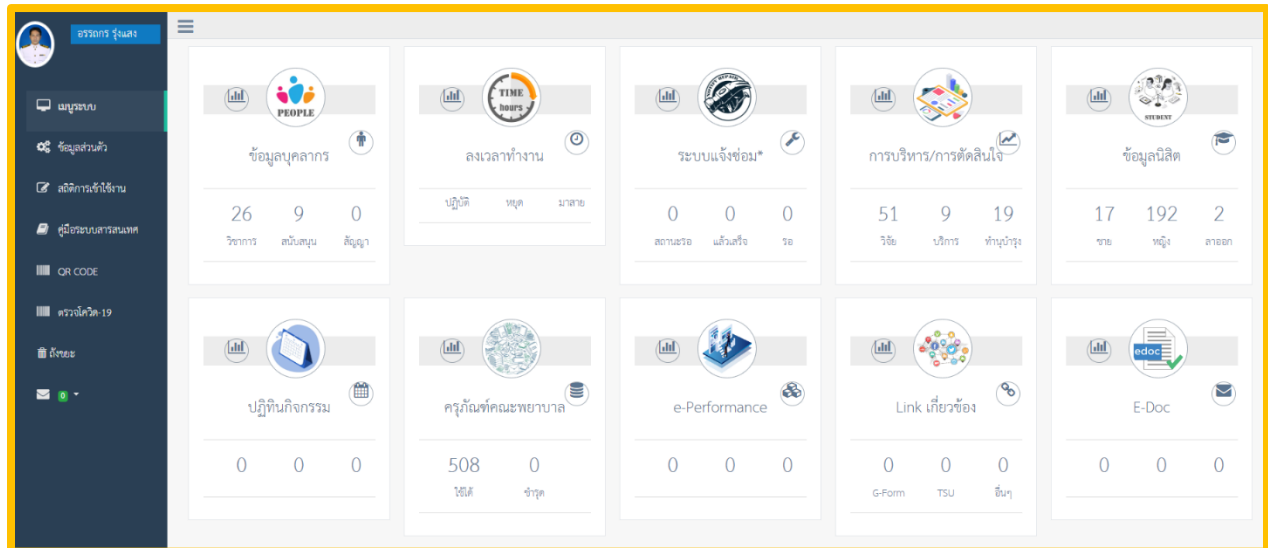 อรรถกร รุ่งแสง
เมนูระบบ
ข้อมูลส่วนตัว
สถิติการเข้าใช้งาน
คู่มือระบบสารสนเทศ
QR CODE
ตรวจโควิด-19
ถังขยะ
0
PEOPLE
ข้อมูลบุคลากร
26 9 0
วิชาการ สนับสนุน สัญญา
TIME
hours
ลงเวลาทำงาน
ปฏิบัติ หยุด มาสาย
ระบบแจ้งซ่อม*
0 0 0
สถานะรอ แล้วเสร็จ รอ
การบริหาร/การตัดสินใจ
51 9 19
วิจัย บริการ ทำนุบำรุง
STUDENT
ข้อมูลนิสิต
17 192 2
ชาย หญิง ลาออก
ปฏิทินกิจกรรม
0 0 0
ครุภัณฑ์คณะพยาบาล
508 0
ใช้ได้ ชำรุด
e-Performance
0 0 0
Link เกี่ยวข้อง
0 0 0
G-Form TSU อื่นๆ
edoc
E-Doc
0 0 0